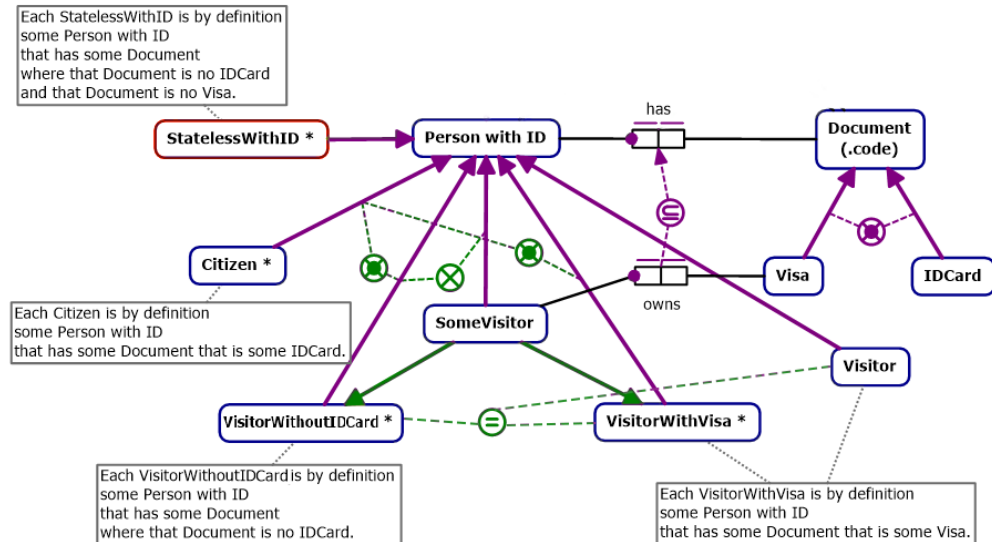 Each StatelessWithID is by definition
some Person with ID
that has some Document
where that Document is no IDCard
and that Document is no Visa.
has
StatelessWithID *
Person with ID
Document
(.code)
Citizen *
Visa
IDCard
owns
SomeVisitor
Each Citizen is by definition
some Person with ID
that has some Document that is some IDCard.
Visitor
VisitorWithoutIDCard *
=
VisitorWithVisa *
Each VisitorWithoutIDCard is by definition
some Person with ID
that has some Document
where that Document is no IDCard.
Each VisitorWithVisa is by definition
some Person with ID
that has some Document that is some Visa.